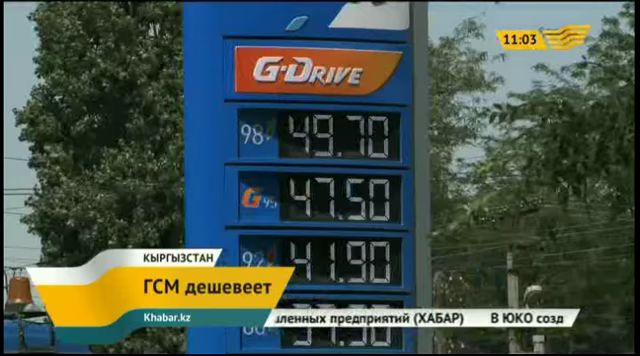 11:03
G-DRIVE
98 49.70
G 95 47.50
92 41.90
КЫРГЫЗСТАН
ГСМ дешевеет
Khabar.kz
шленных предприятий (ХАБАР) В ЮКО созд